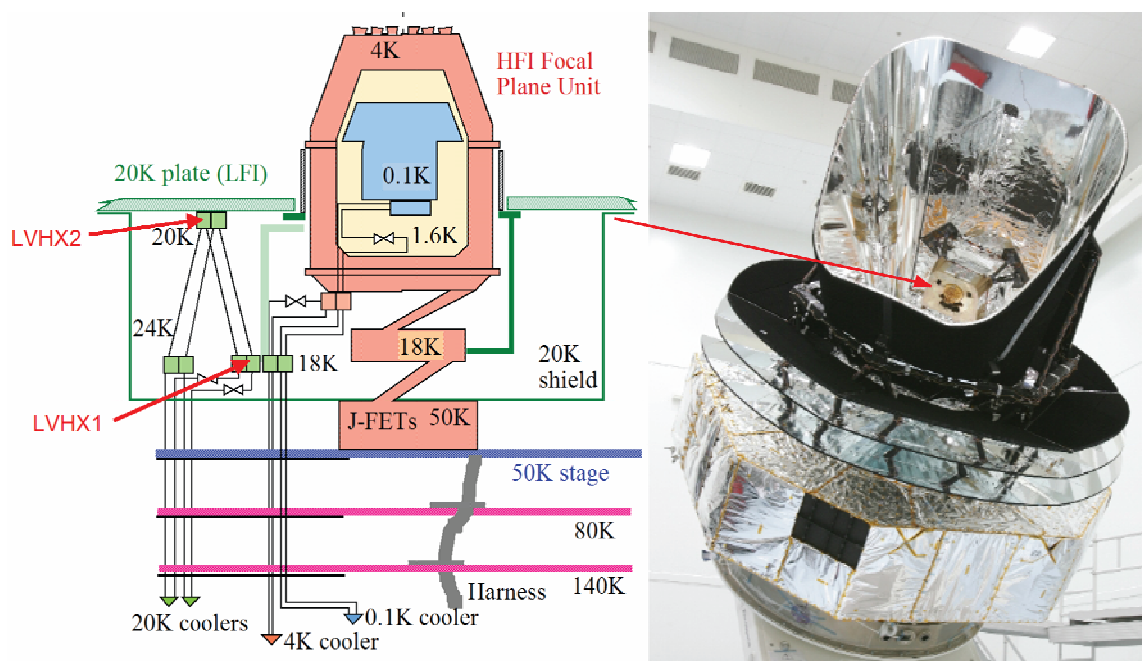 4K
HFI Focal
Plane Unit
20K plate (LFI)
0.1K
LVHX2
20K
1.6K
24K
18K
18K
20K
shield
LVHX1
J-FETs
50K
50K stage
80K
Harness
140K
20K coolers
0.1K cooler
4K cooler